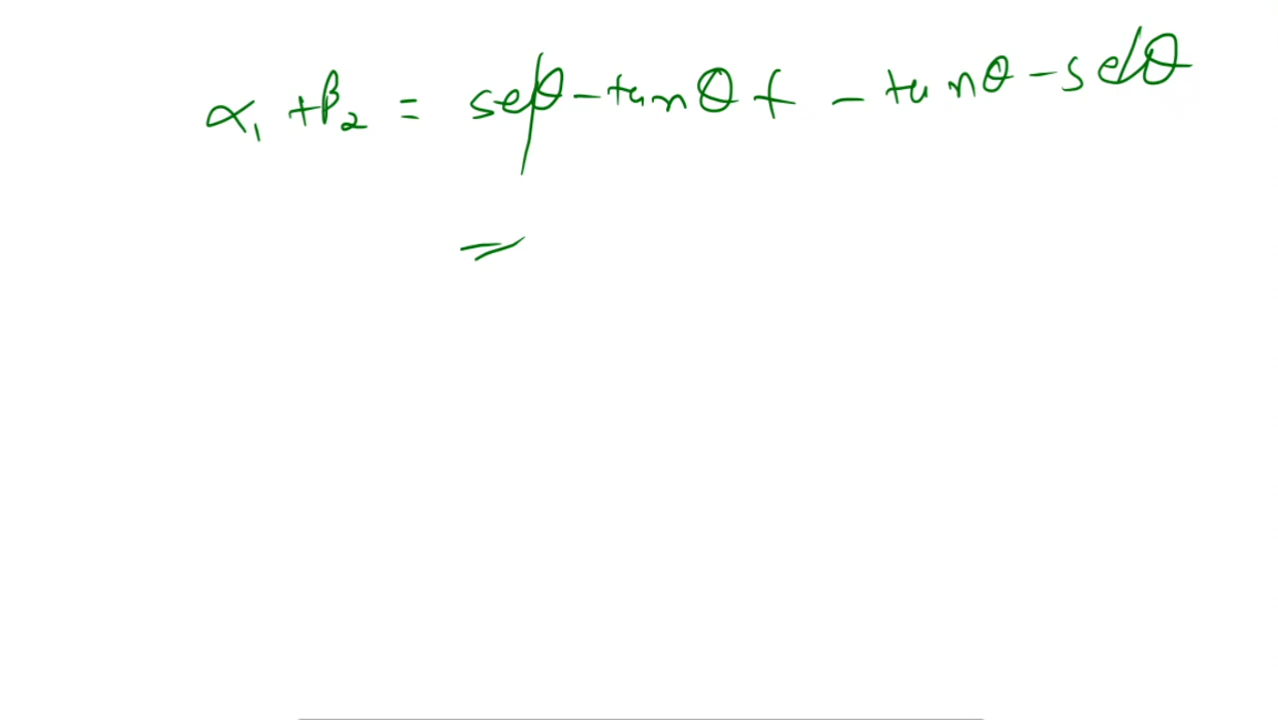 α₁ + β₂ = secθ - tanθ + - tanθ - secθ
=